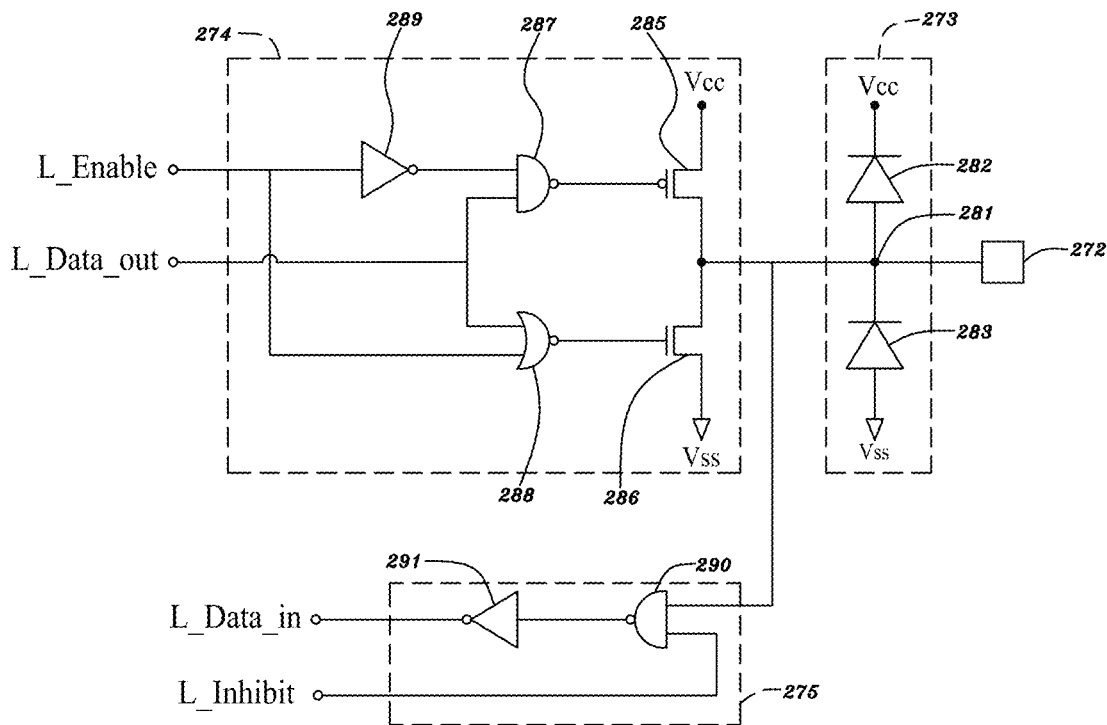 289
287
285
273
274
Vcc
Vcc
L_Enable
282
281
L_Data_out
272
283
Vss
Vss
288
286
291
290
L_Data_in
L_Inhibit
275